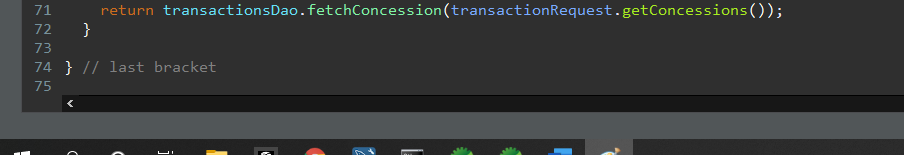 71 return transactionsDao.fetchConcession(transactionRequest.getConcessions());
72 }
73
74 } // last bracket
75